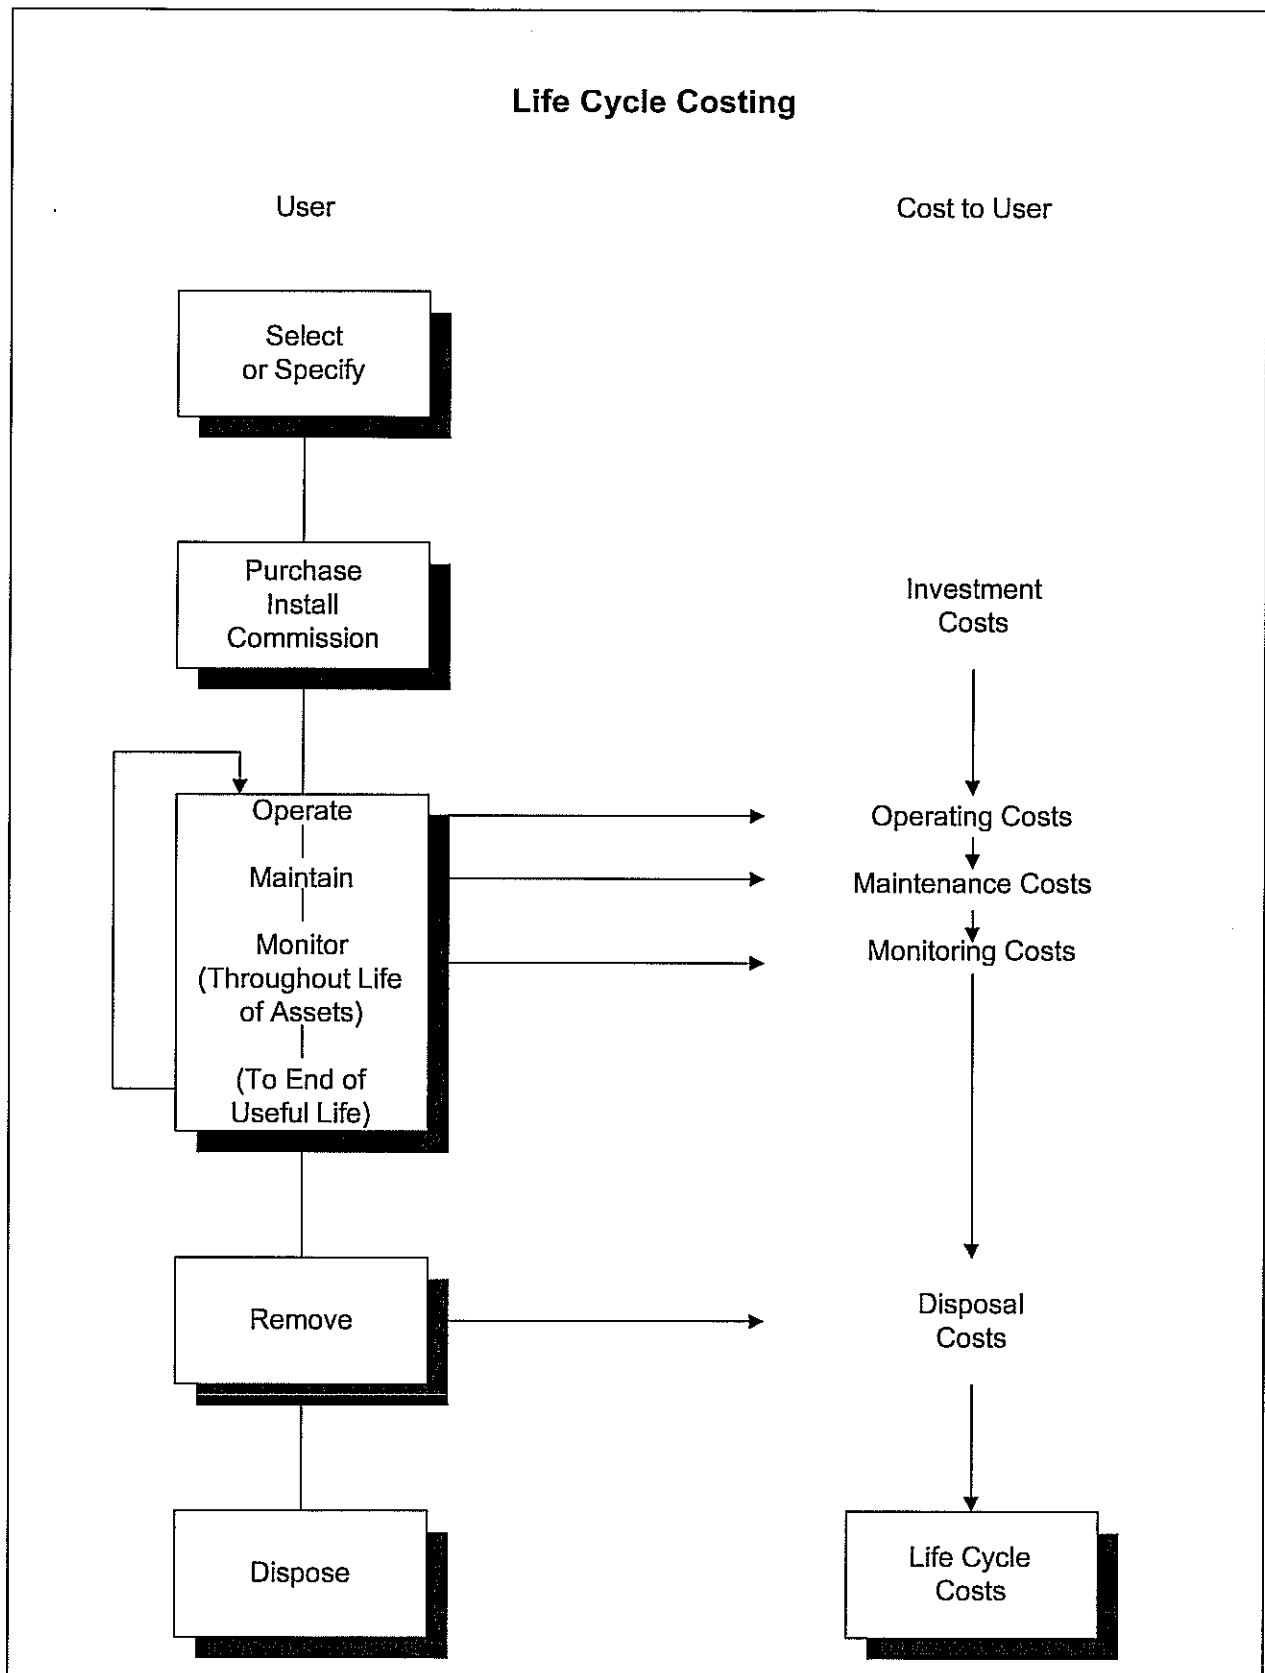 Life Cycle Costing
User
Cost to User
Select
or Specify
Purchase
Install
Commission
Investment
Costs
Operate
Maintain
Monitor
(Throughout Life
of Assets)
(To End of
Useful Life)
Operating Costs
Maintenance Costs
Monitoring Costs
Remove
Disposal
Costs
Dispose
Life Cycle
Costs